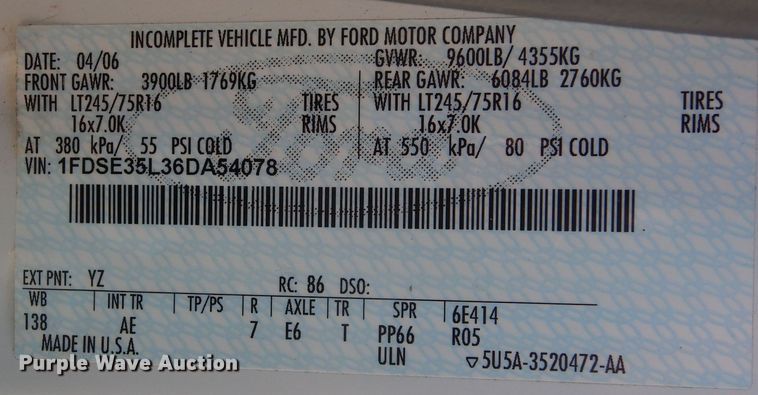 INCOMPLETE VEHICLE MFD. BY FORD MOTOR COMPANY
DATE: 04/06 GVWR: 9600LB/ 4355KG
FRONT GAWR: 3900LB 1769KG REAR GAWR: 6084LB 2760KG
WITH LT245/75R16 TIRES WITH LT245/75R16 TIRES
16x7.0K RIMS 16x7.0K RIMS
AT 380 kPa/ 55 PSI COLD AT 550 kPa/ 80 PSI COLD
VIN: 1FDSE35L36DA54078
Ford
EXT PNT: YZ RC: 86 DSO:
WB INT TR TP/PS R AXLE TR SPR 6E414
138 AE 7 E6 T PP66 R05
MADE IN U.S.A. ULN ▽5U5A-3520472-AA
Purple Wave Auction